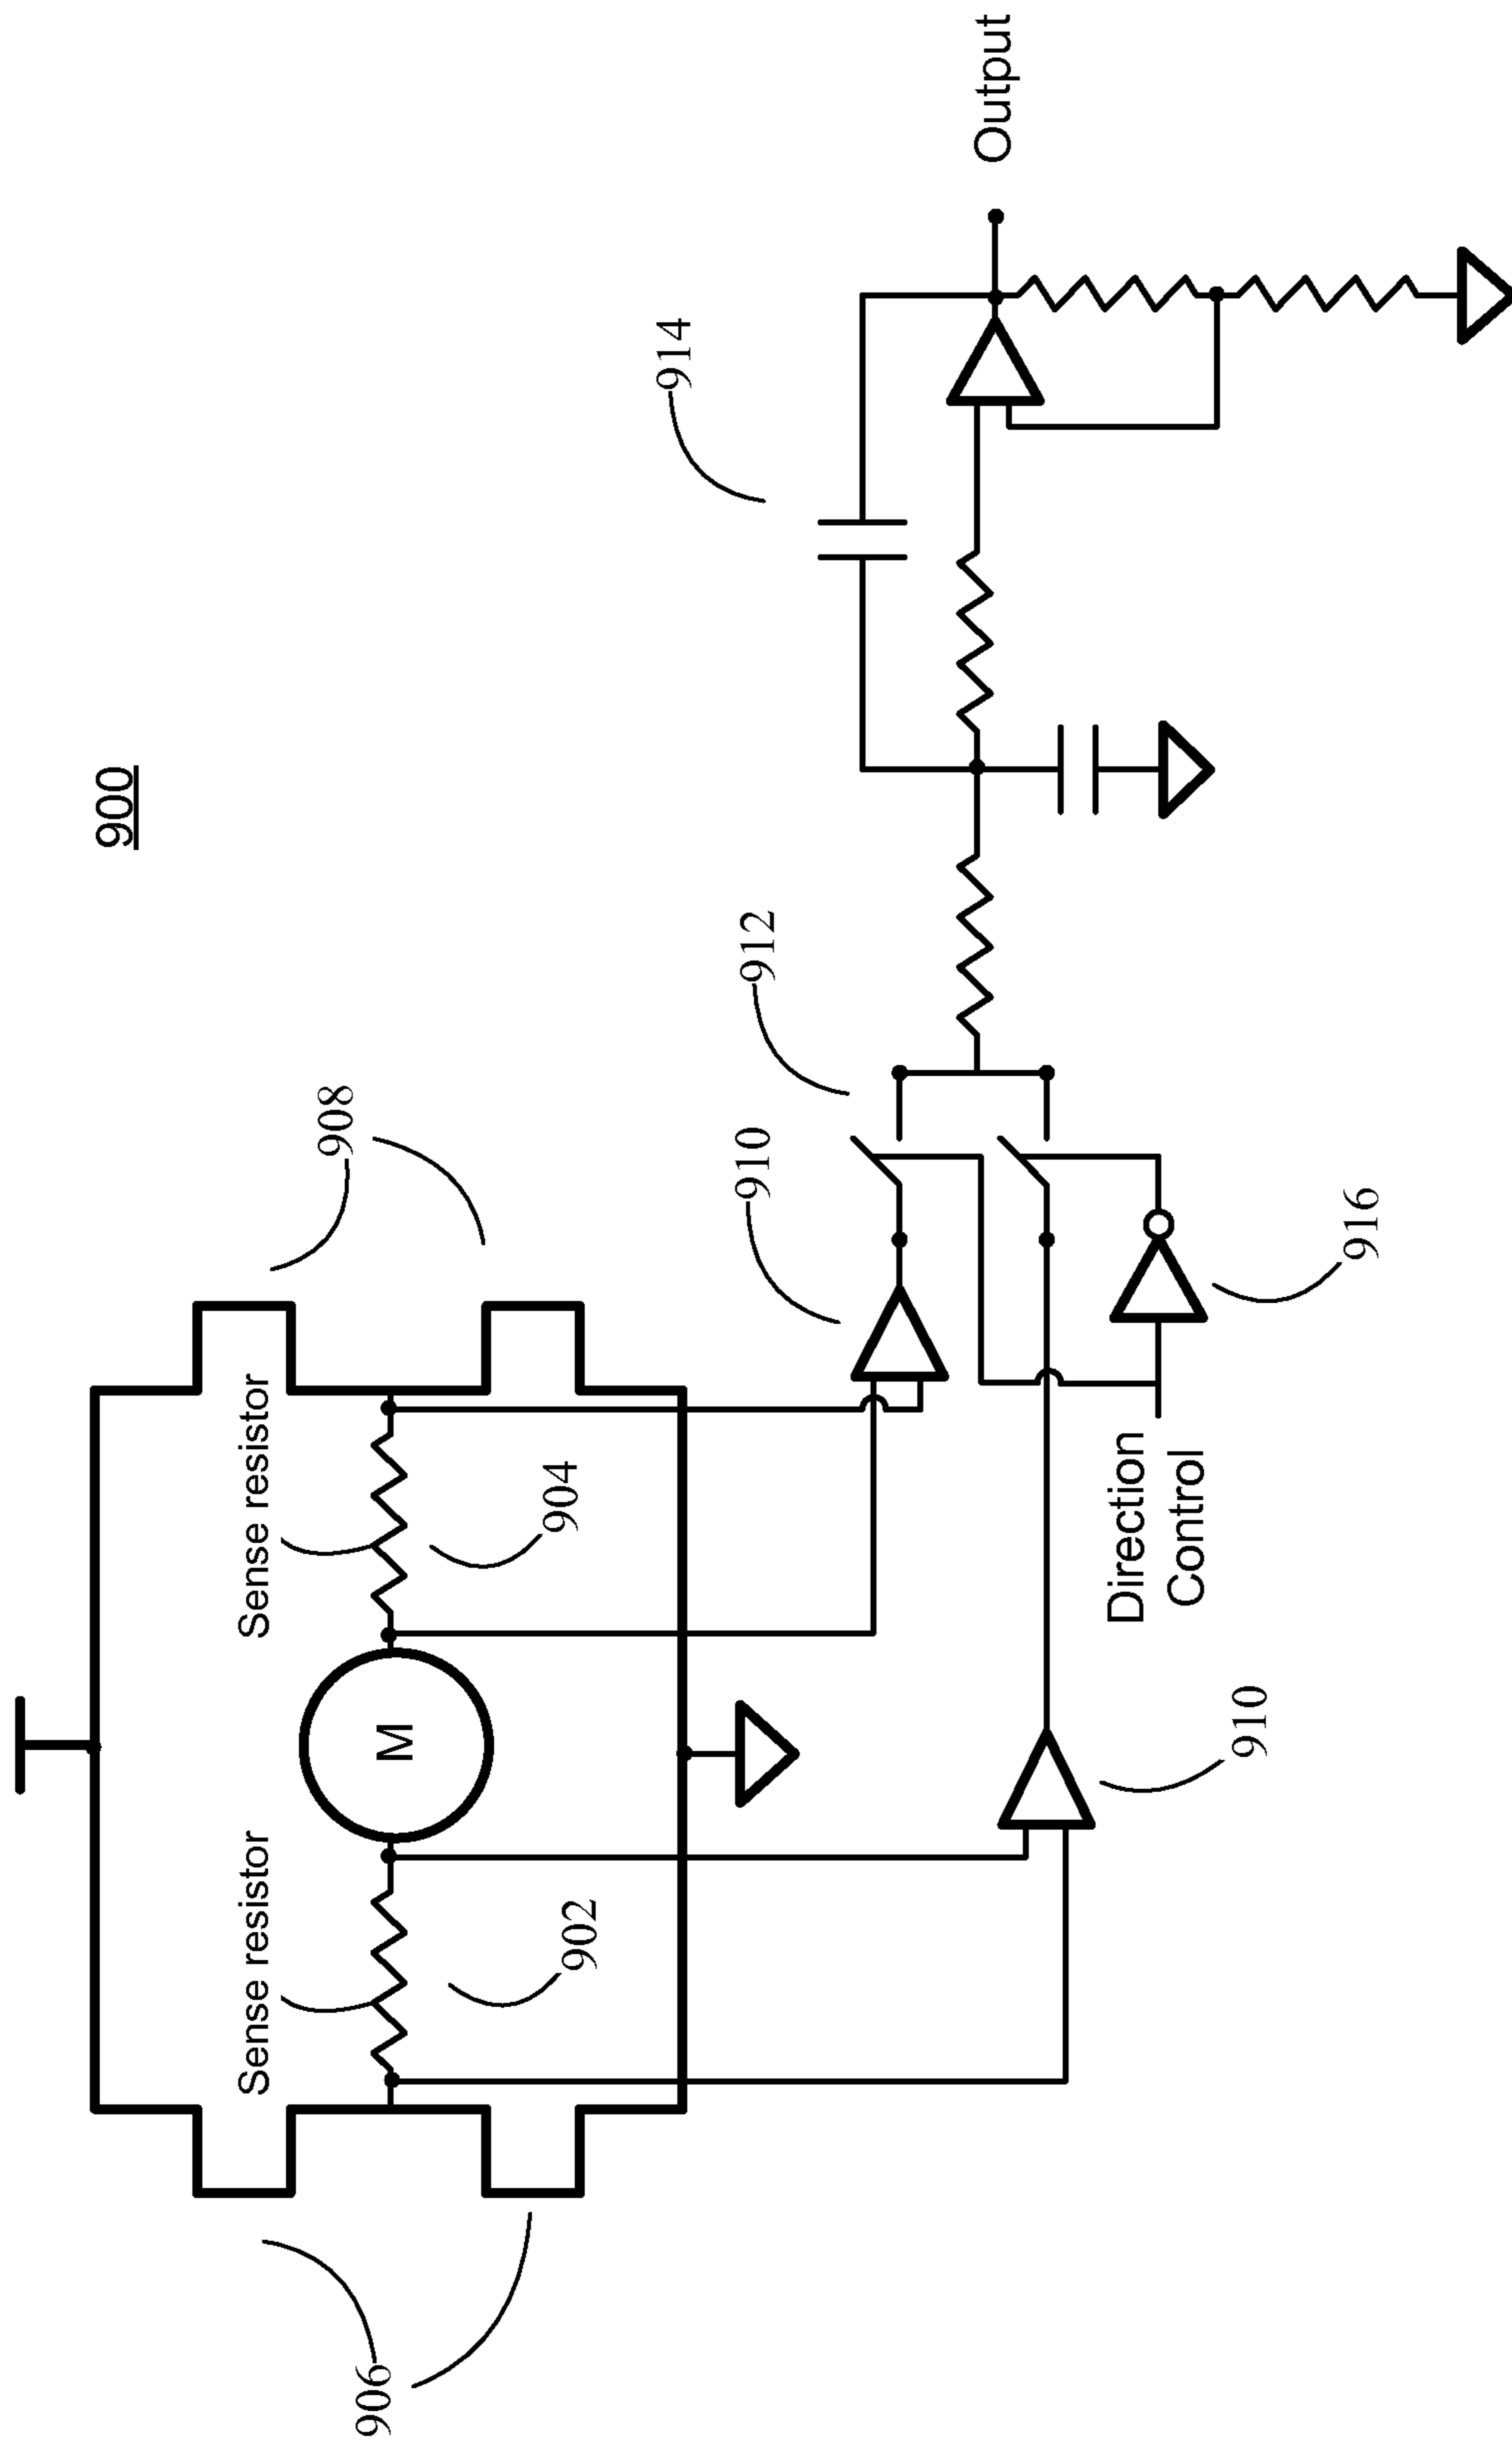 900
908
906
Sense resistor
Sense resistor
M
902
904
910
910
912
914
Output
Direction
Control
916